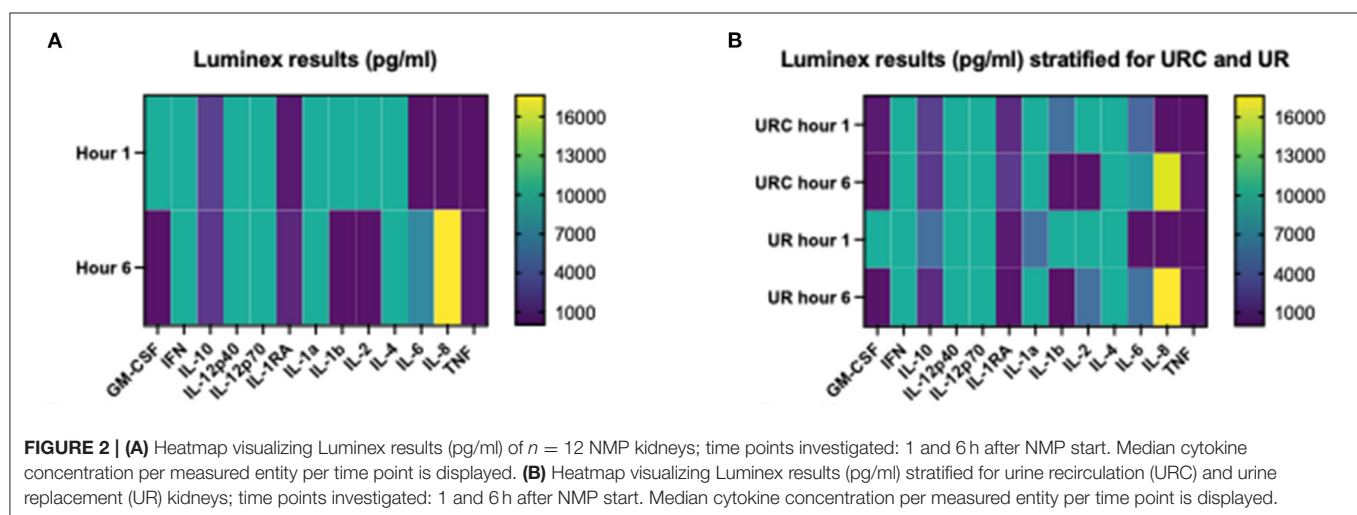 A
Luminex results (pg/ml)
Hour 1
Hour 6
16000
13000
10000
7000
4000
1000
GM-CSF
IFN
IL-10
IL-12p40
IL-12p70
IL-1RA
IL-1a
IL-1b
IL-2
IL-4
IL-6
IL-8
TNF
B
Luminex results (pg/ml) stratified for URC and UR
URC hour 1
URC hour 6
UR hour 1
UR hour 6
16000
13000
10000
7000
4000
1000
GM-CSF
IFN
IL-10
IL-12p40
IL-12p70
IL-1RA
IL-1a
IL-1b
IL-2
IL-4
IL-6
IL-8
TNF
FIGURE 2 | (A) Heatmap visualizing Luminex results (pg/ml) of n = 12 NMP kidneys; time points investigated: 1 and 6 h after NMP start. Median cytokine
concentration per measured entity per time point is displayed. (B) Heatmap visualizing Luminex results (pg/ml) stratified for urine recirculation (URC) and urine
replacement (UR) kidneys; time points investigated: 1 and 6 h after NMP start. Median cytokine concentration per measured entity per time point is displayed.